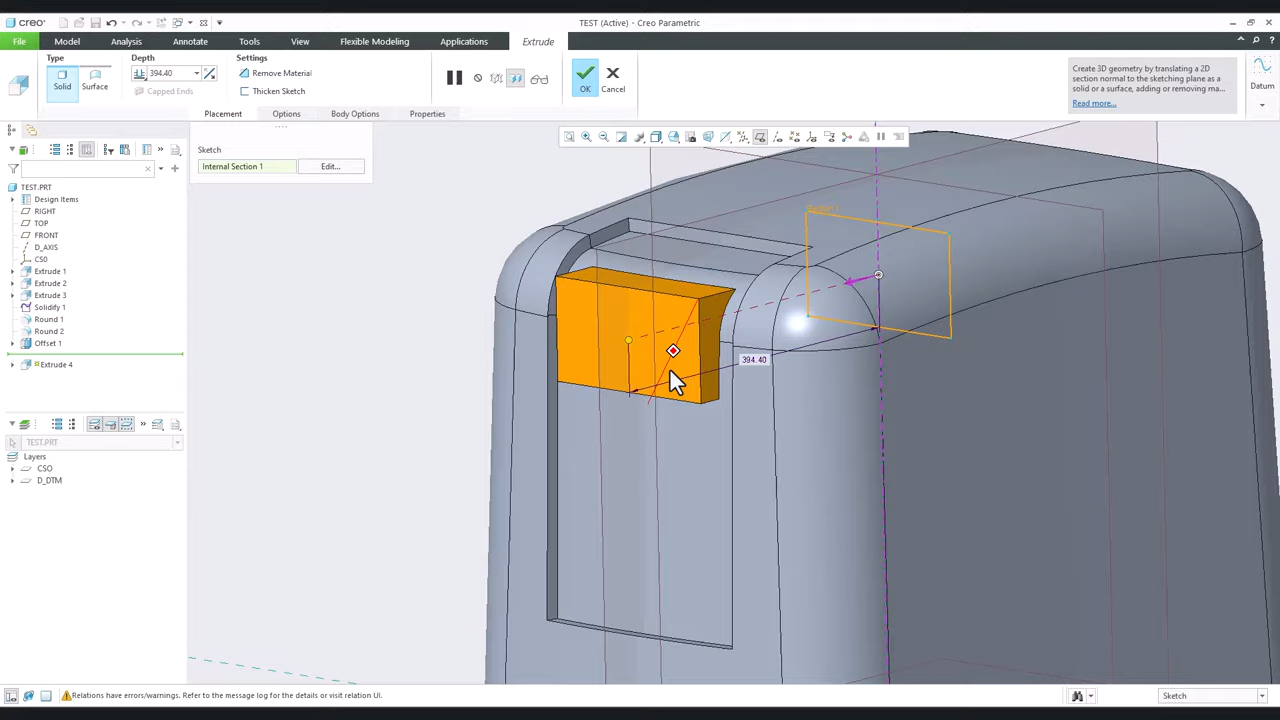 creo
TEST (Active) - Creo Parametric
File Model Analysis Annotate Tools View Flexible Modeling Applications Extrude
Type Depth Settings
Solid Surface
394.40
Capped Ends
Remove Material
Thicken Sketch
OK Cancel
Create 3D geometry by translating a 2D
section normal to the sketching plane as
a solid or a surface, adding or removing ma...
Read more...
Datum
Placement Options Body Options Properties
Sketch
Internal Section 1 Edit...
TEST.PRT
Design Items
RIGHT
TOP
FRONT
D_AXIS
CS0
Extrude 1
Extrude 2
Extrude 3
Solidify 1
Round 1
Round 2
Offset 1
Extrude 4
TEST.PRT
Layers
CSO
D_DTM
Section 1
394.40
Relations have errors/warnings. Refer to the message log for the details or visit relation UI.
Sketch